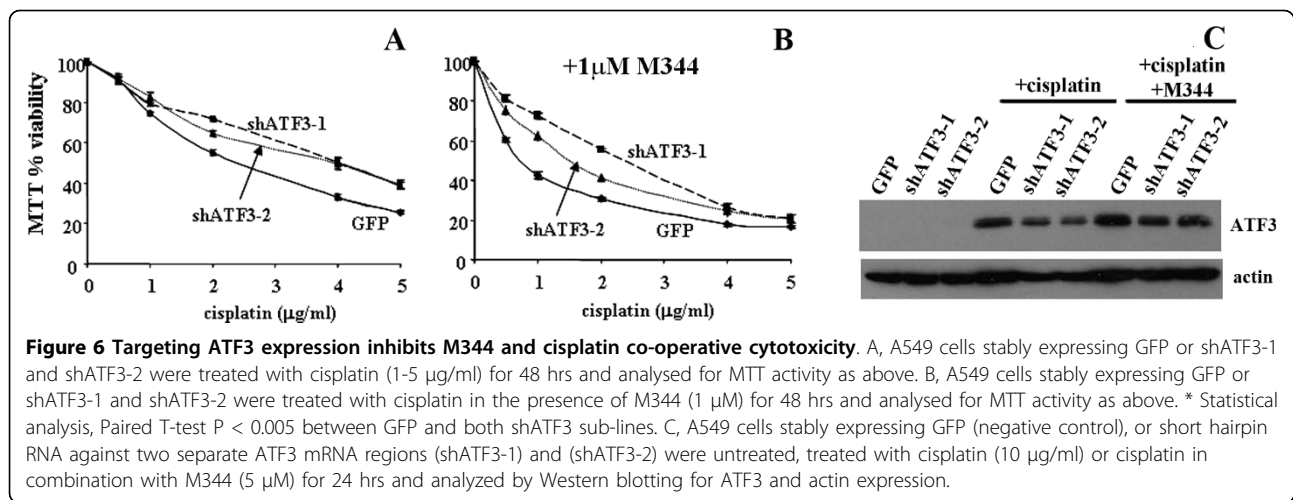 A
B
C
+1μM M344
+cisplatin
+cisplatin
+M344
GFP
shATF3-1
shATF3-2
GFP
shATF3-1
shATF3-2
GFP
shATF3-1
shATF3-2
ATF3
actin
MTT % viability
100
80
60
40
20
0
shATF3-1
shATF3-2
GFP
0 1 2 3 4 5
cisplatin (μg/ml)
100
80
60
40
20
0
shATF3-1
shATF3-2
GFP
0 1 2 3 4 5
cisplatin (μg/ml)
Figure 6 Targeting ATF3 expression inhibits M344 and cisplatin co-operative cytotoxicity. A, A549 cells stably expressing GFP or shATF3-1
and shATF3-2 were treated with cisplatin (1-5 μg/ml) for 48 hrs and analysed for MTT activity as above. B, A549 cells stably expressing GFP or
shATF3-1 and shATF3-2 were treated with cisplatin in the presence of M344 (1 μM) for 48 hrs and analysed for MTT activity as above. * Statistical
analysis, Paired T-test P < 0.005 between GFP and both shATF3 sub-lines. C, A549 cells stably expressing GFP (negative control), or short hairpin
RNA against two separate ATF3 mRNA regions (shATF3-1) and (shATF3-2) were untreated, treated with cisplatin (10 μg/ml) or cisplatin in
combination with M344 (5 μM) for 24 hrs and analyzed by Western blotting for ATF3 and actin expression.